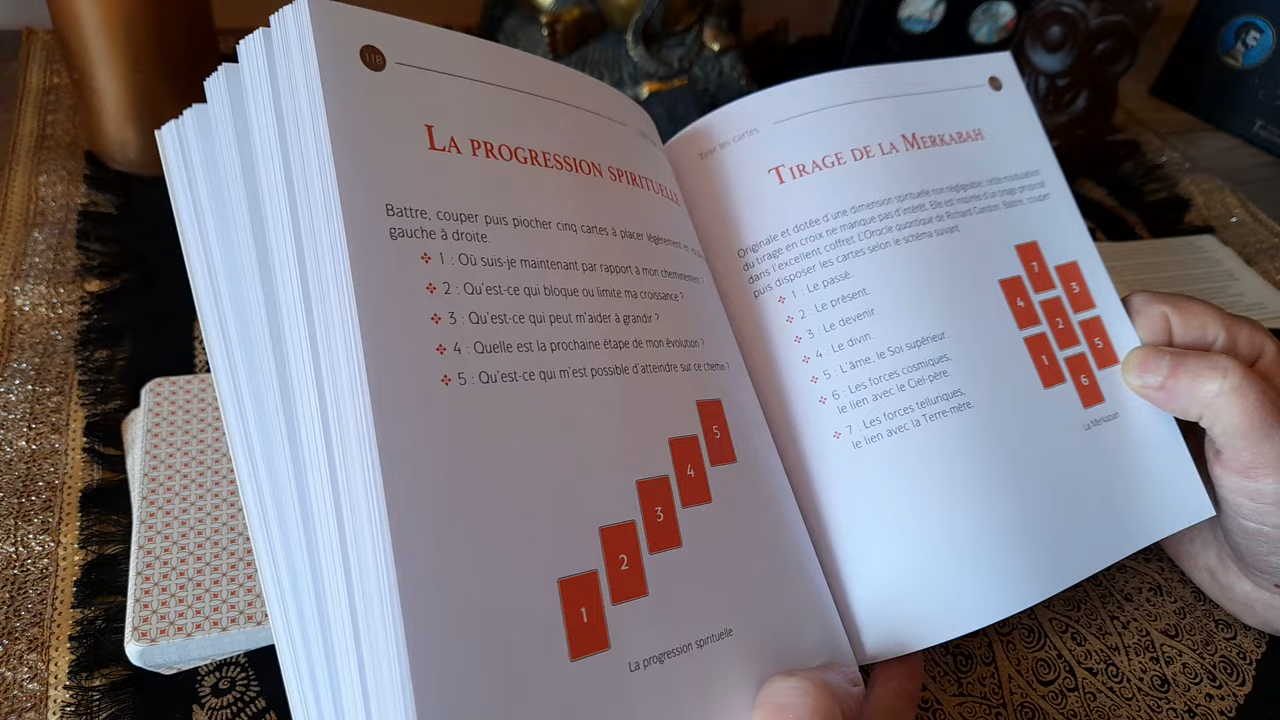 118
LA PROGRESSION SPIRITUELLE
Battre, couper puis piocher cinq cartes à placer légèrement en
gauche à droite.
1 : Où suis-je maintenant par rapport à mon cheminement ?
2 : Qu'est-ce qui bloque ou limite ma croissance ?
3 : Qu'est-ce qui peut m'aider à grandir ?
4 : Quelle est la prochaine étape de mon évolution ?
5 : Qu'est-ce qui m'est possible d'atteindre sur ce chemin ?
5
4
3
2
1
La progression spirituelle
Tirer les cartes
TIRAGE DE LA MERKABAH
Originale et dotée d'une dimension spirituelle non négligeable, cette modulation
du tirage en croix ne manque pas d'intérêt. Elle est inspirée d'un tirage proposé
dans l'excellent coffret L'Oracle quantique de Richard Gandon. Battre, couper
puis disposer les cartes selon le schéma suivant
1 : Le passé.
2 : Le présent.
3 : Le devenir.
4 : Le divin.
5 : L'âme, le Soi supérieur.
6 : Les forces cosmiques,
le lien avec le Ciel-père.
7 : Les forces telluriques,
le lien avec la Terre-mère.
7
4
3
2
1
5
6
La Merkabah